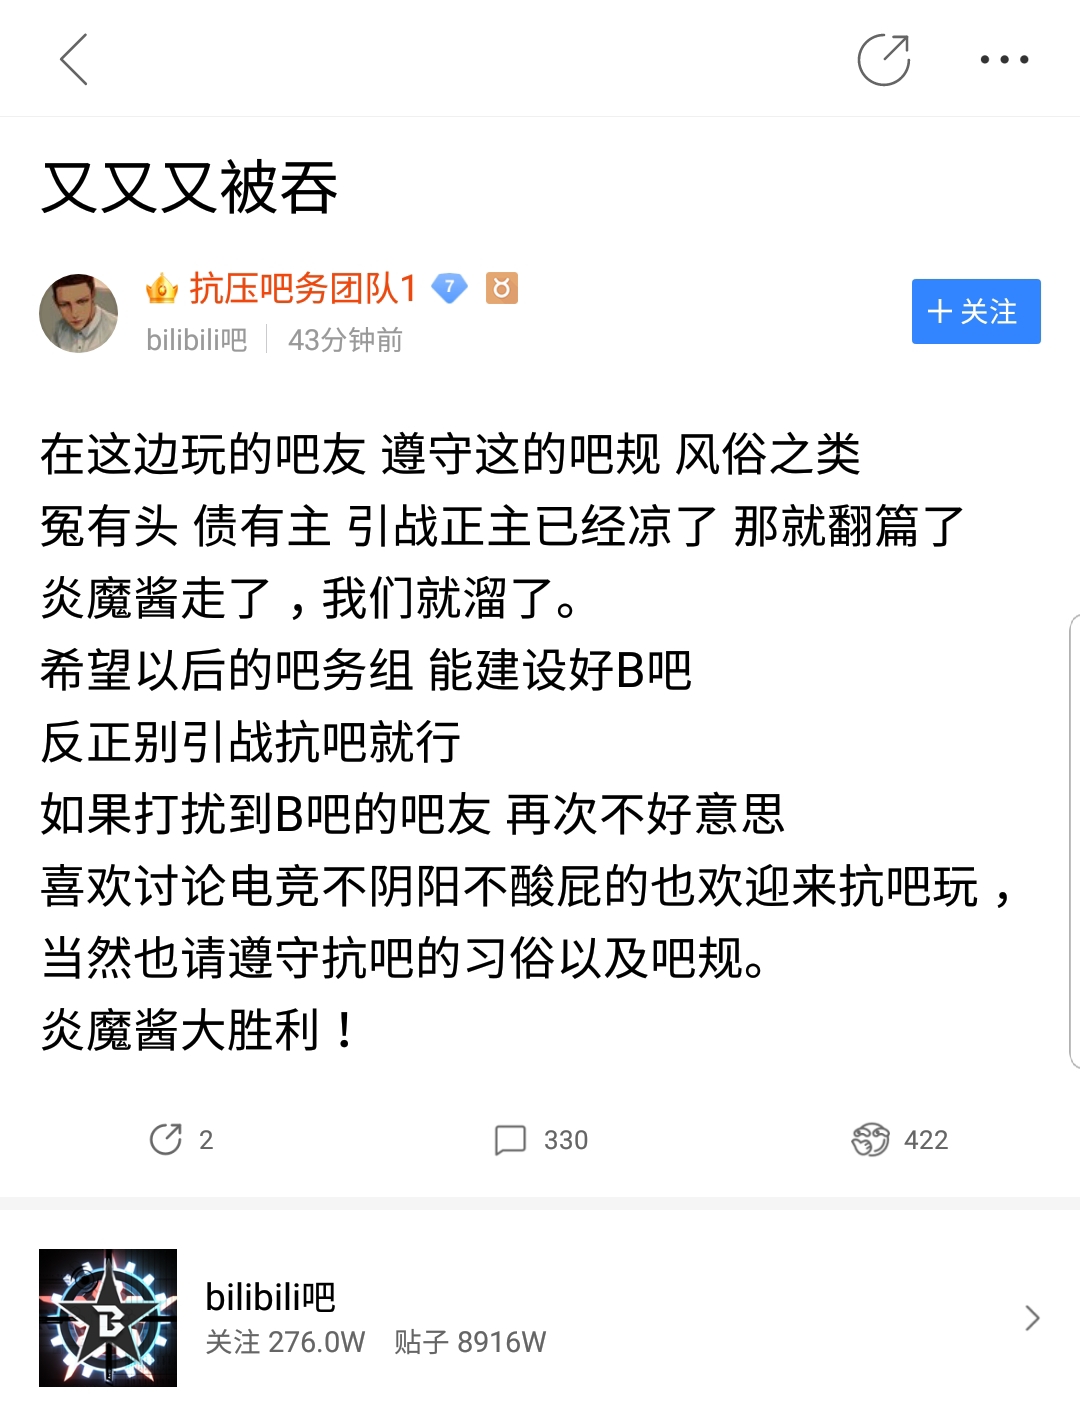 又又又被吞
抗压吧务团队1 7
bilibili吧 43分钟前
+关注
在这边玩的吧友 遵守这的吧规 风俗之类
冤有头 债有主 引战正主已经凉了 那就翻篇了
炎魔酱走了，我们就溜了。
希望以后的吧务组 能建设好B吧
反正别引战抗吧就行
如果打扰到B吧的吧友 再次不好意思
喜欢讨论电竞不阴阳不酸屁的也欢迎来抗吧玩，
当然也请遵守抗吧的习俗以及吧规。
炎魔酱大胜利！
2 330 422
B
bilibili吧
关注 276.0W 贴子 8916W